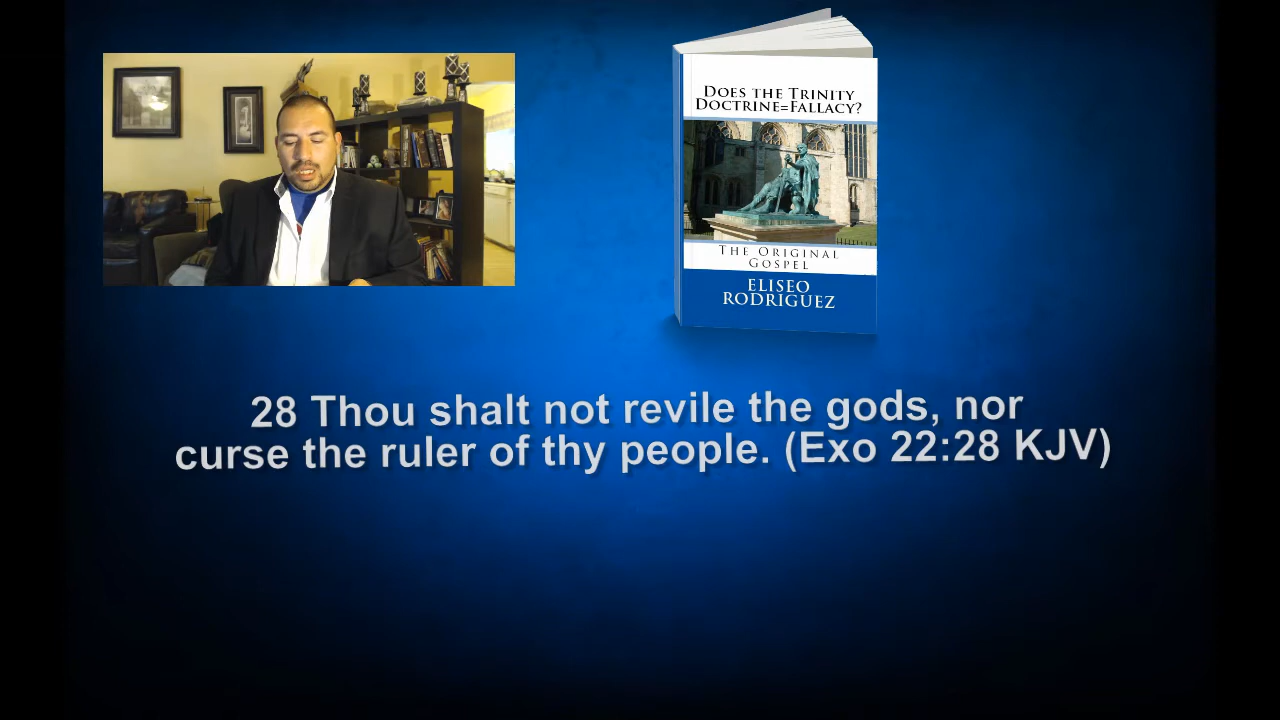 Does the Trinity
Doctrine=Fallacy?
The Original
Gospel
Eliseo
Rodriguez
28 Thou shalt not revile the gods, nor
curse the ruler of thy people. (Exo 22:28 KJV)